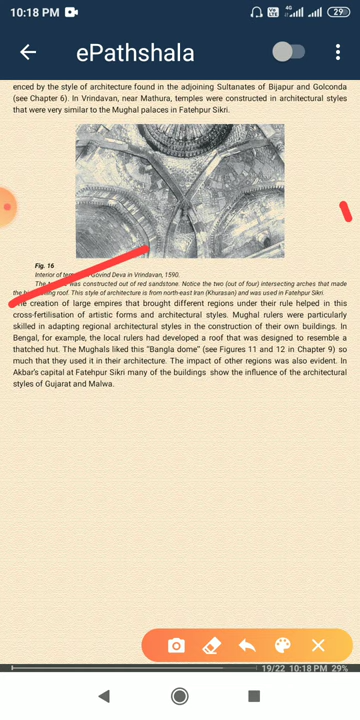 10:18 PM
4G
29
ePathshala
enced by the style of architecture found in the adjoining Sultanates of Bijapur and Golconda
(see Chapter 6). In Vrindavan, near Mathura, temples were constructed in architectural styles
that were very similar to the Mughal palaces in Fatehpur Sikri.
Fig. 16
Interior of Govind Deva in Vrindavan, 1590.
The was constructed out of red sandstone. Notice the two (out of four) intersecting arches that made
the roof. This style of architecture is from north-east Iran (Khurasan) and was used in Fatehpur Sikri.
creation of large empires that brought different regions under their rule helped in this
cross-fertilisation of artistic forms and architectural styles. Mughal rulers were particularly
skilled in adapting regional architectural styles in the construction of their own buildings. In
Bengal, for example, the local rulers had developed a roof that was designed to resemble a
thatched hut. The Mughals liked this "Bangla dome" (see Figures 11 and 12 in Chapter 9) so
much that they used it in their architecture. The impact of other regions was also evident. In
Akbar's capital at Fatehpur Sikri many of the buildings show the influence of the architectural
styles of Gujarat and Malwa.
19/22 10:18 PM 29%